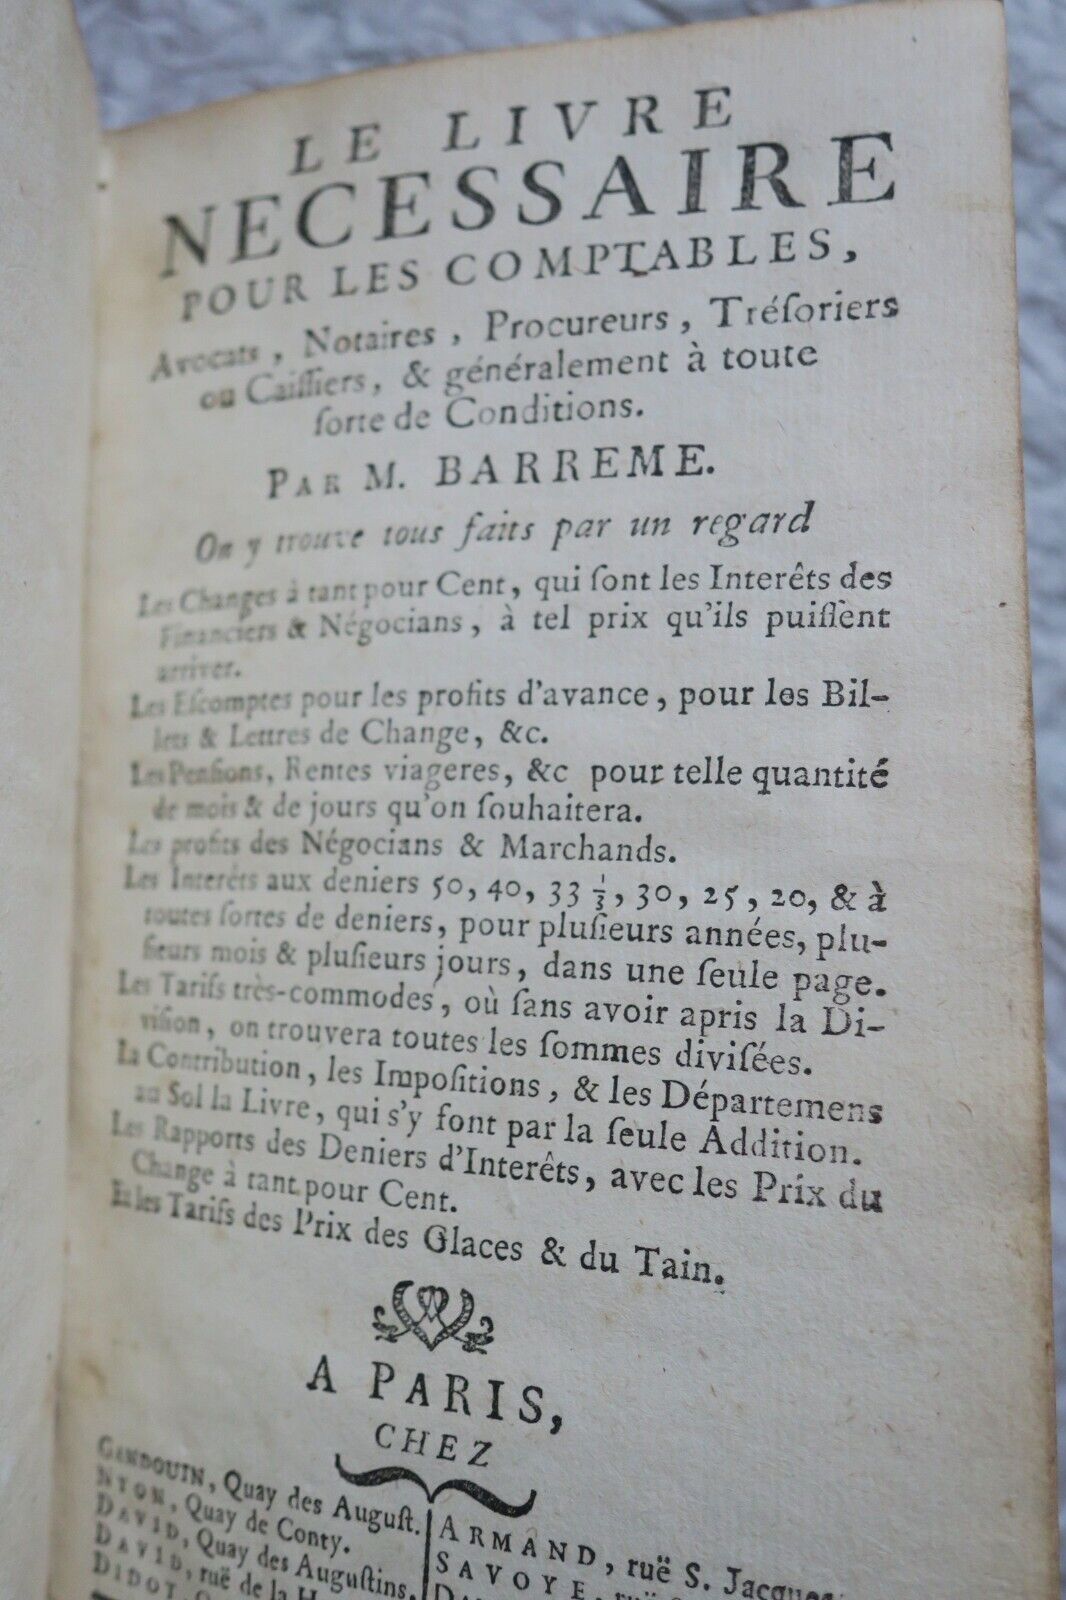 LE LIVRE
NECESSAIRE
POUR LES COMPTABLES,
Avocats, Notaires, Procureurs, Tréſoriers
ou Caiſſiers, & généralement à toute
ſorte de Conditions.
PAR M. BARREME.
On y trouve tous faits par un regard
Les Changes à tant pour Cent, qui ſont les Interêts des
Financiers & Négocians, à tel prix qu'ils puiſſent
arriver.
Les Eſcomptes pour les profits d'avance, pour les Bil-
lets & Lettres de Change, &c.
Les Penſions, Rentes viageres, &c pour telle quantité
de mois & de jours qu'on ſouhaitera.
Les profits des Négocians & Marchands.
Les Interêts aux deniers 50, 40, 33 1/3, 30, 25, 20, & à
toutes ſortes de deniers, pour pluſieurs années, plu-
ſieurs mois & pluſieurs jours, dans une ſeule page.
Les Tarifs très-commodes, où ſans avoir apris la Di-
viſion, on trouvera toutes les ſommes diviſées.
La Contribution, les Impoſitions, & les Départemens
au Sol la Livre, qui s'y font par la ſeule Addition.
Les Rapports des Deniers d'Interêts, avec les Prix du
Change à tant pour Cent.
Et les Tarifs des Prix des Glaces & du Tain.
A PARIS,
CHEZ
GANDOUIN, Quay des Auguſt.
NYON, Quay de Conty.
DAVID, Quay des Auguſtins,
DAVID, ruë de la
DIDOT,
ARMAND, ruë S. Jacques
SAVOYE,